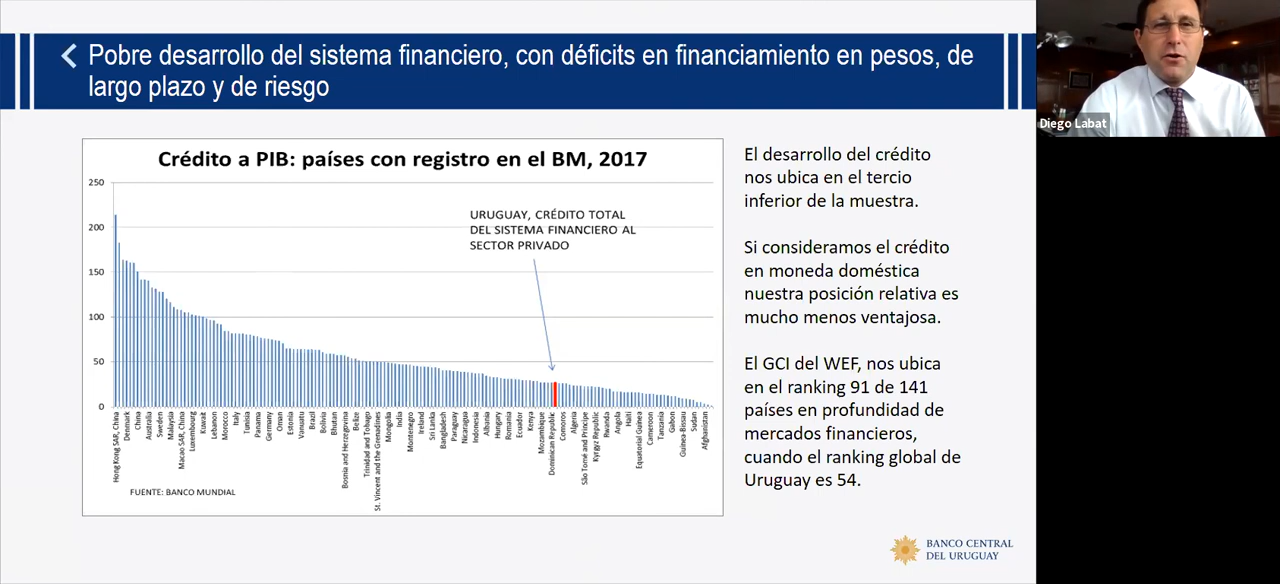 Pobre desarrollo del sistema financiero, con déficits en financiamiento en pesos, de
largo plazo y de riesgo
Diego Labat
Crédito a PIB: países con registro en el BM, 2017
250
200
150
100
50
0
URUGUAY, CRÉDITO TOTAL
DEL SISTEMA FINANCIERO AL
SECTOR PRIVADO
Hong Kong SAR, China
Denmark
China
Australia
Sweden
Malaysia
Macao SAR, China
Luxembourg
Kuwait
Lebanon
Morocco
Italy
Tunisia
Panama
Germany
Oman
Estonia
Vanuatu
Brazil
Bolivia
Bhutan
Bosnia and Herzegovina
Belize
Trinidad and Tobago
St. Vincent and the Grenadines
Mongolia
India
Montenegro
Ireland
Sri Lanka
Bangladesh
Paraguay
Nicaragua
Indonesia
Albania
Hungary
Romania
Ecuador
Kenya
Mozambique
Dominican Republic
Comoros
Algeria
São Tomé and Principe
Kyrgyz Republic
Rwanda
Angola
Haiti
Equatorial Guinea
Cameroon
Tanzania
Gabon
Guinea-Bissau
Sudan
Afghanistan
FUENTE: BANCO MUNDIAL
El desarrollo del crédito
nos ubica en el tercio
inferior de la muestra.
Si consideramos el crédito
en moneda doméstica
nuestra posición relativa es
mucho menos ventajosa.
El GCI del WEF, nos ubica
en el ranking 91 de 141
países en profundidad de
mercados financieros,
cuando el ranking global de
Uruguay es 54.
BANCO CENTRAL
DEL URUGUAY